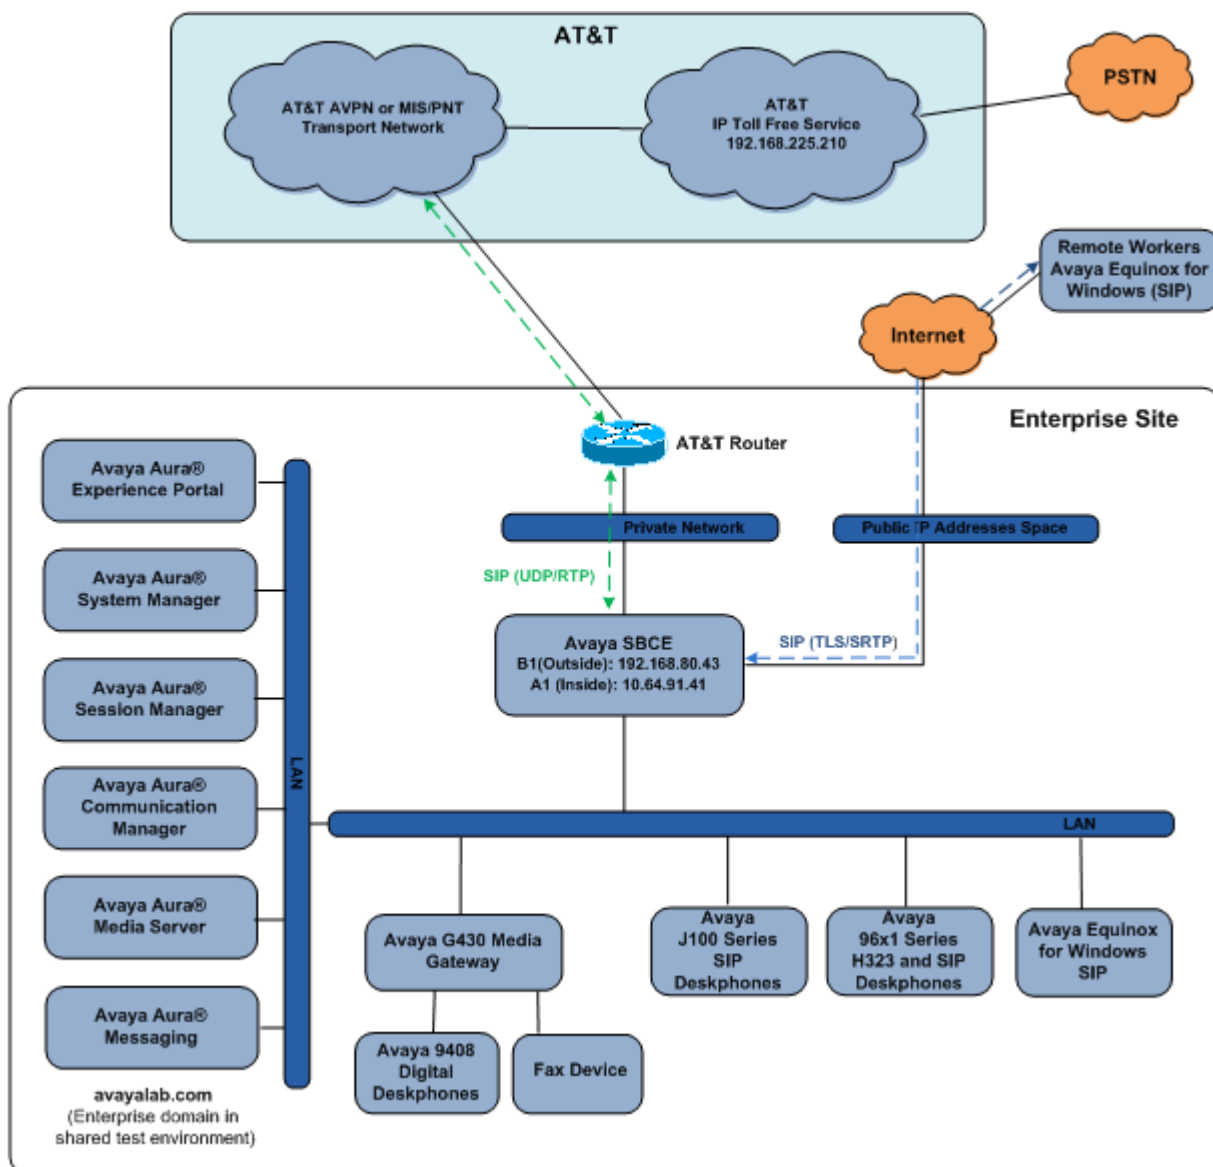 AT&T
AT&T AVPN or MIS/PNT
Transport Network
AT&T
IP Toll Free Service
192.168.225.210
PSTN
Remote Workers
Avaya Equinox for
Windows (SIP)
Internet
Enterprise Site
AT&T Router
Private Network
Public IP Addresses Space
SIP (UDP/RTP)
SIP (TLS/SRTP)
Avaya SBCE
B1(Outside): 192.168.80.43
A1 (Inside): 10.64.91.41
Avaya Aura®
Experience Portal
Avaya Aura®
System Manager
Avaya Aura®
Session Manager
Avaya Aura®
Communication
Manager
Avaya Aura®
Media Server
Avaya Aura®
Messaging
LAN
LAN
Avaya G430 Media
Gateway
Avaya
J100 Series
SIP
Deskphones
Avaya
96x1 Series
H323 and SIP
Deskphones
Avaya Equinox
for Windows
SIP
Avaya 9408
Digital
Deskphones
Fax Device
avayalab.com
(Enterprise domain in
shared test environment)